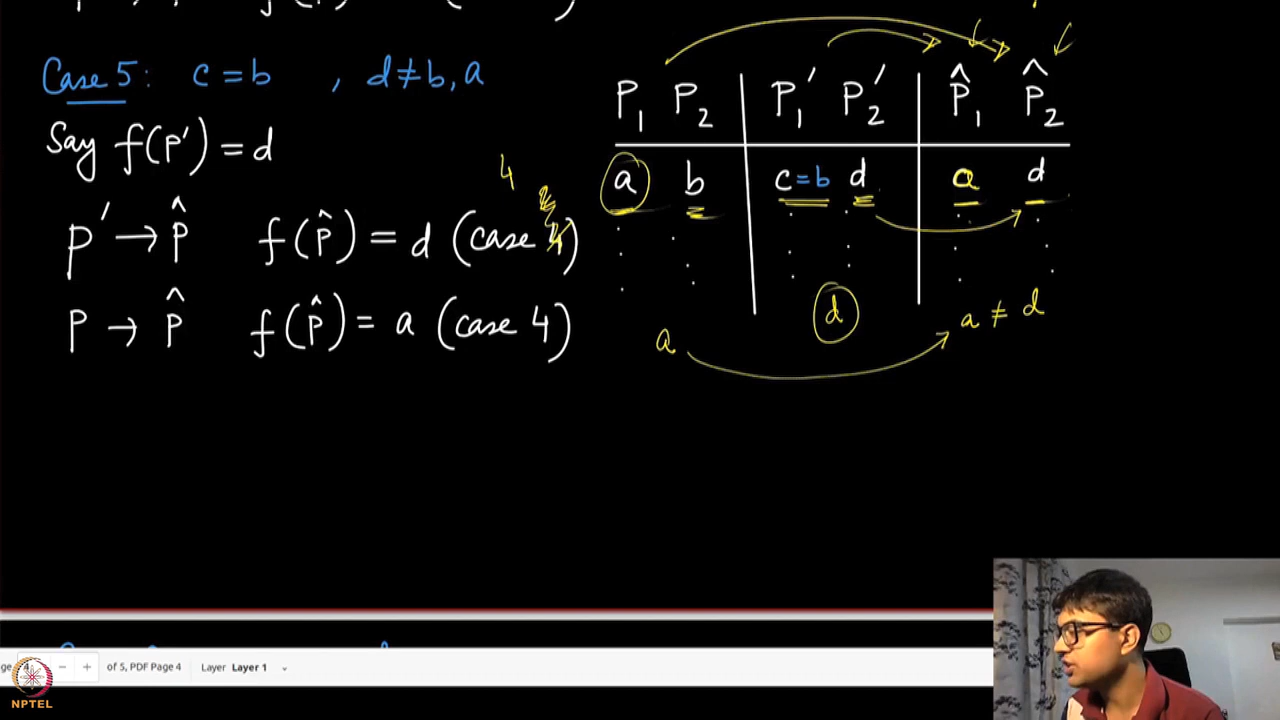 Case 5: c = b , d ≠ b, a
Say f(P') = d
4
P' → P̂ f(P̂) = d (case 4)
P → P̂ f(P̂) = a (case 4)
P₁ P₂ P₁' P₂' P̂₁ P̂₂
a b c = b d a d
d
a a ≠ d
of 5, PDF Page 4 Layer Layer 1
NPTEL